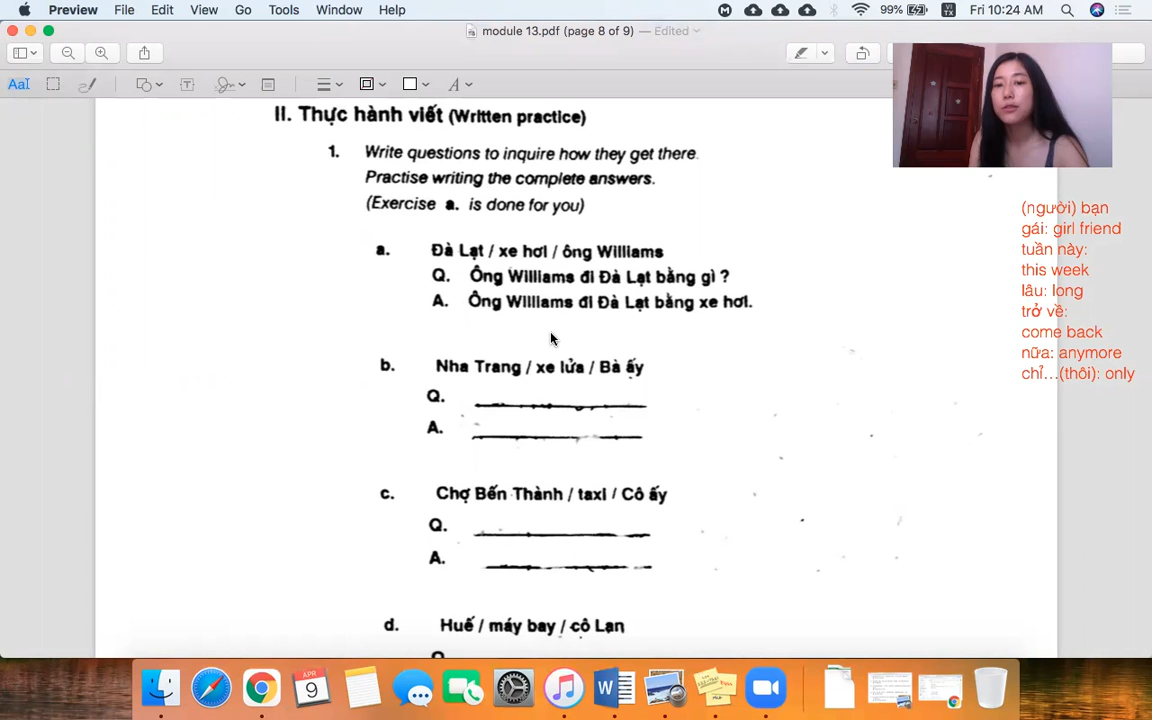 Preview File Edit View Go Tools Window Help 99% VI TX Fri 10:24 AM
module 13.pdf (page 8 of 9) — Edited
AaI
II. Thực hành viết (Written practice)
1. Write questions to inquire how they get there.
Practise writing the complete answers.
(Exercise a. is done for you)
a. Đà Lạt / xe hơi / ông Williams
Q. Ông Williams đi Đà Lạt bằng gì ?
A. Ông Williams đi Đà Lạt bằng xe hơi.
b. Nha Trang / xe lửa / Bà ấy
Q.
A.
c. Chợ Bến Thành / taxi / Cô ấy
Q.
A.
d. Huế / máy bay / cô Lan
Q
(người) bạn
gái: girl friend
tuần này:
this week
lâu: long
trở về:
come back
nữa: anymore
chỉ...(thôi): only
APR
9
W